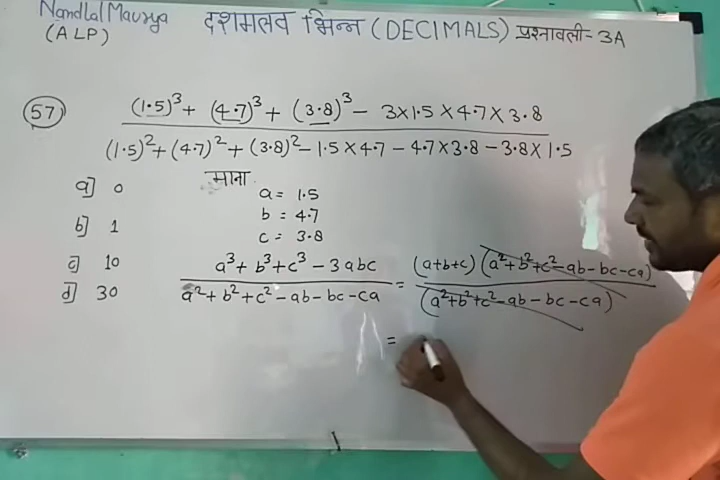 Nandlal Maurya
(ALP)
दशमलव भिन्न (DECIMALS) प्रश्नावली- 3A
57
(1.5)³ + (4.7)³ + (3.8)³ - 3×1.5×4.7×3.8
(1.5)² + (4.7)² + (3.8)² - 1.5×4.7 - 4.7×3.8 - 3.8×1.5
a] 0
b] 1
c] 10
d] 30
माना
a = 1.5
b = 4.7
c = 3.8
a³ + b³ + c³ - 3abc
a² + b² + c² - ab - bc - ca
= (a+b+c) (a² + b² + c² - ab - bc - ca)
(a² + b² + c² - ab - bc - ca)
=